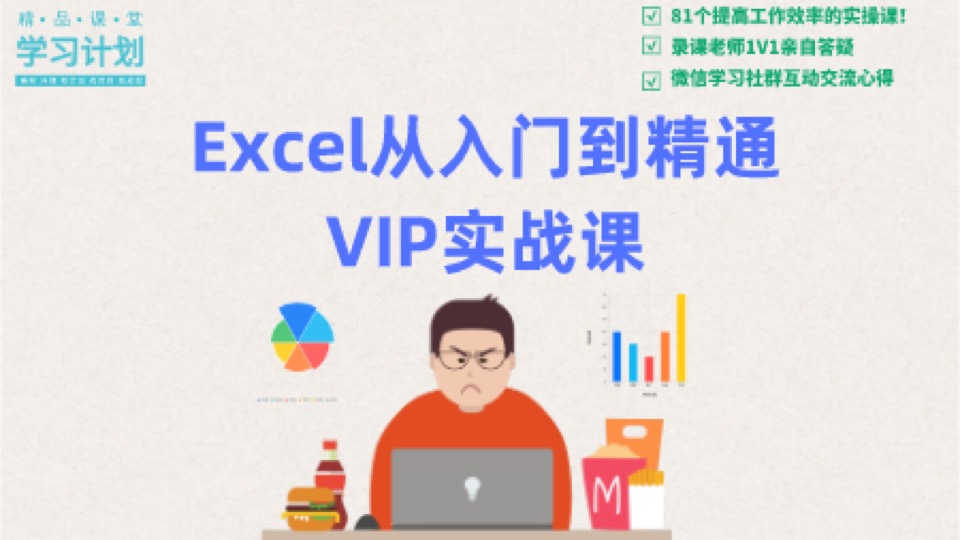 精·品·课·堂
学习计划
81个提高工作效率的实操课!
录课老师1V1亲自答疑
微信学习社群互动交流心得
Excel从入门到精通
VIP实战课
M